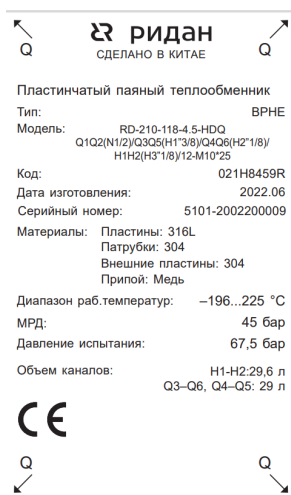 Q Q
ридан
СДЕЛАНО В КИТАЕ
Пластинчатый паяный теплообменник
Тип: BPHE
Модель: RD-210-118-4.5-HDQ
Q1Q2(N1/2)/Q3Q5(H1"3/8)/Q4Q6(H2"1/8)/
H1H2(H3"1/8)/12-M10*25
Код: 021H8459R
Дата изготовления: 2022.06
Серийный номер: 5101-2002200009
Материалы: Пластины: 316L
Патрубки: 304
Внешние пластины: 304
Припой: Медь
Диапазон раб.температур: –196...225 °C
МРД: 45 бар
Давление испытания: 67,5 бар
Объем каналов: H1-H2:29,6 л
Q3–Q6, Q4–Q5: 29 л
CE
Q Q